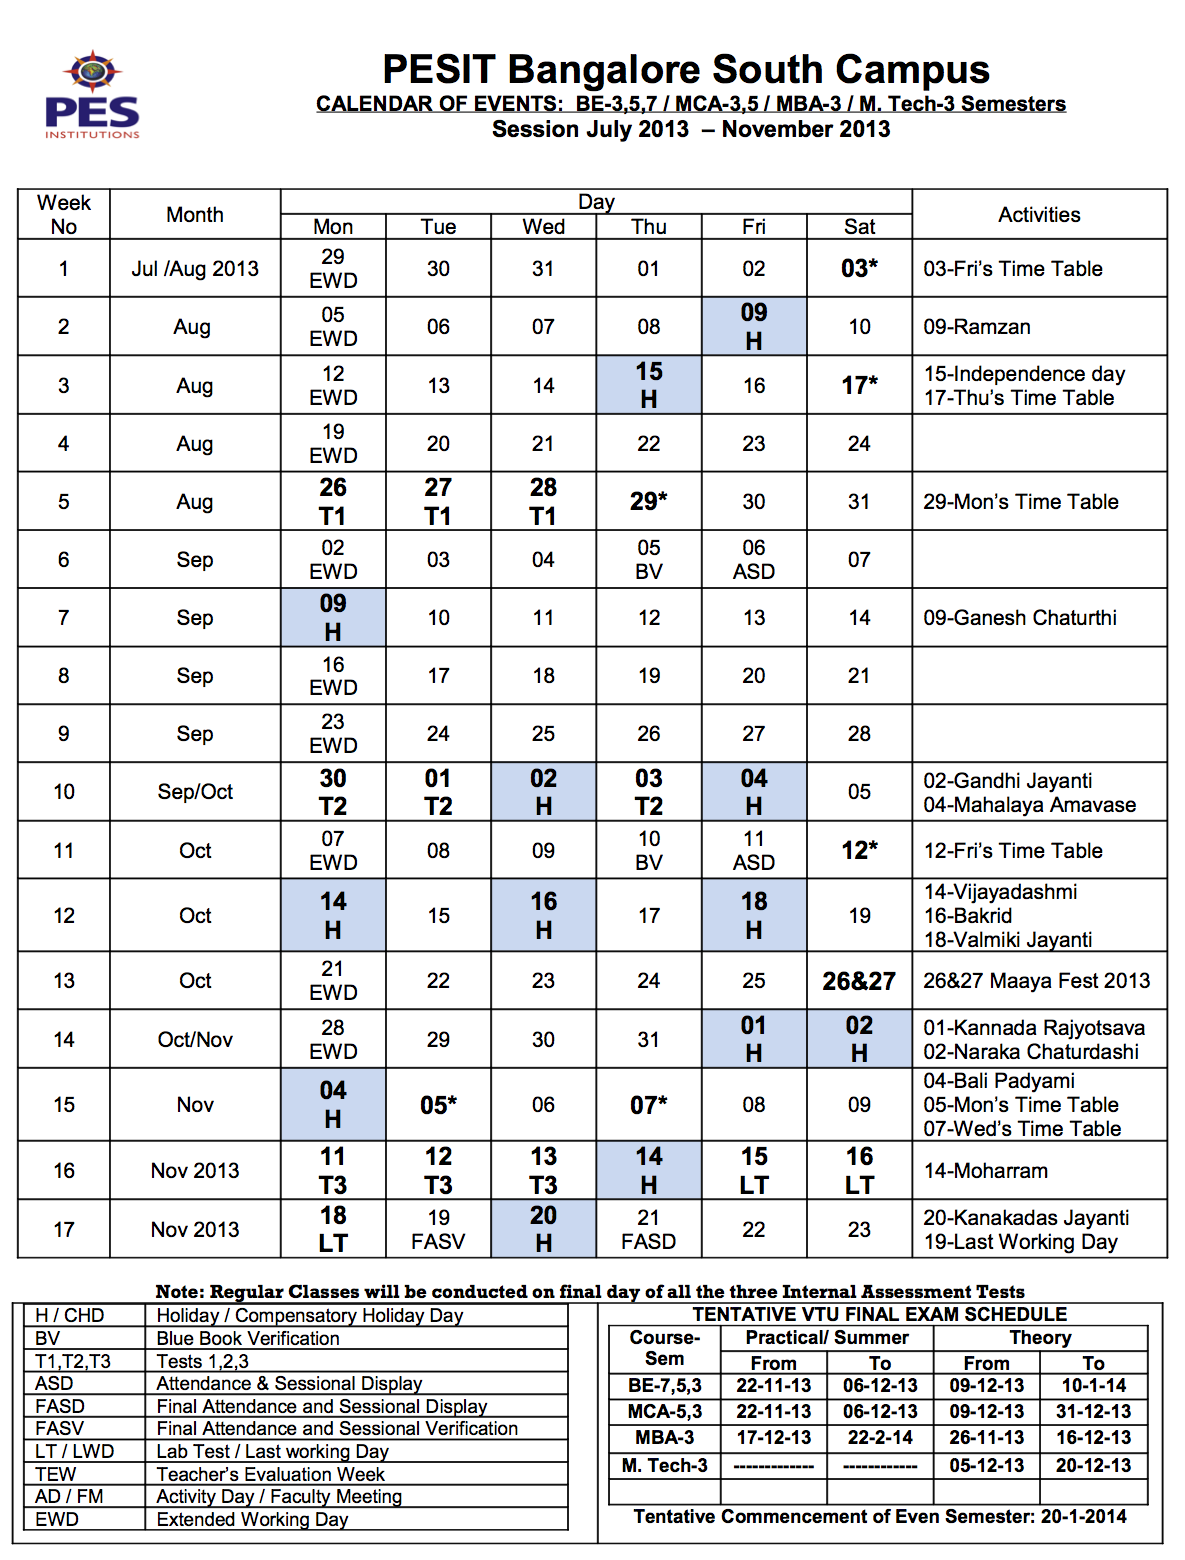 PES
INSTITUTIONS
PESIT Bangalore South Campus
CALENDAR OF EVENTS: BE-3,5,7 / MCA-3,5 / MBA-3 / M. Tech-3 Semesters
Session July 2013 – November 2013
Week No Month Day Activities
Mon Tue Wed Thu Fri Sat
1 Jul /Aug 2013 29 EWD 30 31 01 02 03* 03-Fri's Time Table
2 Aug 05 EWD 06 07 08 09 H 10 09-Ramzan
3 Aug 12 EWD 13 14 15 H 16 17* 15-Independence day
17-Thu's Time Table
4 Aug 19 EWD 20 21 22 23 24
5 Aug 26 T1 27 T1 28 T1 29* 30 31 29-Mon's Time Table
6 Sep 02 EWD 03 04 05 BV 06 ASD 07
7 Sep 09 H 10 11 12 13 14 09-Ganesh Chaturthi
8 Sep 16 EWD 17 18 19 20 21
9 Sep 23 EWD 24 25 26 27 28
10 Sep/Oct 30 T2 01 T2 02 H 03 T2 04 H 05 02-Gandhi Jayanti
04-Mahalaya Amavase
11 Oct 07 EWD 08 09 10 BV 11 ASD 12* 12-Fri's Time Table
12 Oct 14 H 15 16 H 17 18 H 19 14-Vijayadashmi
16-Bakrid
18-Valmiki Jayanti
13 Oct 21 EWD 22 23 24 25 26&27 26&27 Maaya Fest 2013
14 Oct/Nov 28 EWD 29 30 31 01 H 02 H 01-Kannada Rajyotsava
02-Naraka Chaturdashi
15 Nov 04 H 05* 06 07* 08 09 04-Bali Padyami
05-Mon's Time Table
07-Wed's Time Table
16 Nov 2013 11 T3 12 T3 13 T3 14 H 15 LT 16 LT 14-Moharram
17 Nov 2013 18 LT 19 FASV 20 H 21 FASD 22 23 20-Kanakadas Jayanti
19-Last Working Day
Note: Regular Classes will be conducted on final day of all the three Internal Assessment Tests
H / CHD Holiday / Compensatory Holiday Day
BV Blue Book Verification
T1,T2,T3 Tests 1,2,3
ASD Attendance & Sessional Display
FASD Final Attendance and Sessional Display
FASV Final Attendance and Sessional Verification
LT / LWD Lab Test / Last working Day
TEW Teacher's Evaluation Week
AD / FM Activity Day / Faculty Meeting
EWD Extended Working Day
TENTATIVE VTU FINAL EXAM SCHEDULE
Course-Sem Practical/ Summer Theory
From To From To
BE-7,5,3 22-11-13 06-12-13 09-12-13 10-1-14
MCA-5,3 22-11-13 06-12-13 09-12-13 31-12-13
MBA-3 17-12-13 22-2-14 26-11-13 16-12-13
M. Tech-3 ------------- ------------ 05-12-13 20-12-13
Tentative Commencement of Even Semester: 20-1-2014